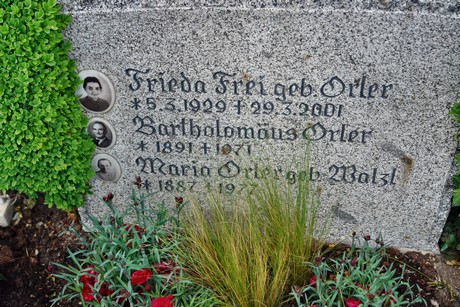 Frieda Frei geb. Orler
*5.3.1929 †29.3.2001
Bartholomäus Orler
*1891 †1971
Maria Orler geb. Walzl
*1887 †1977